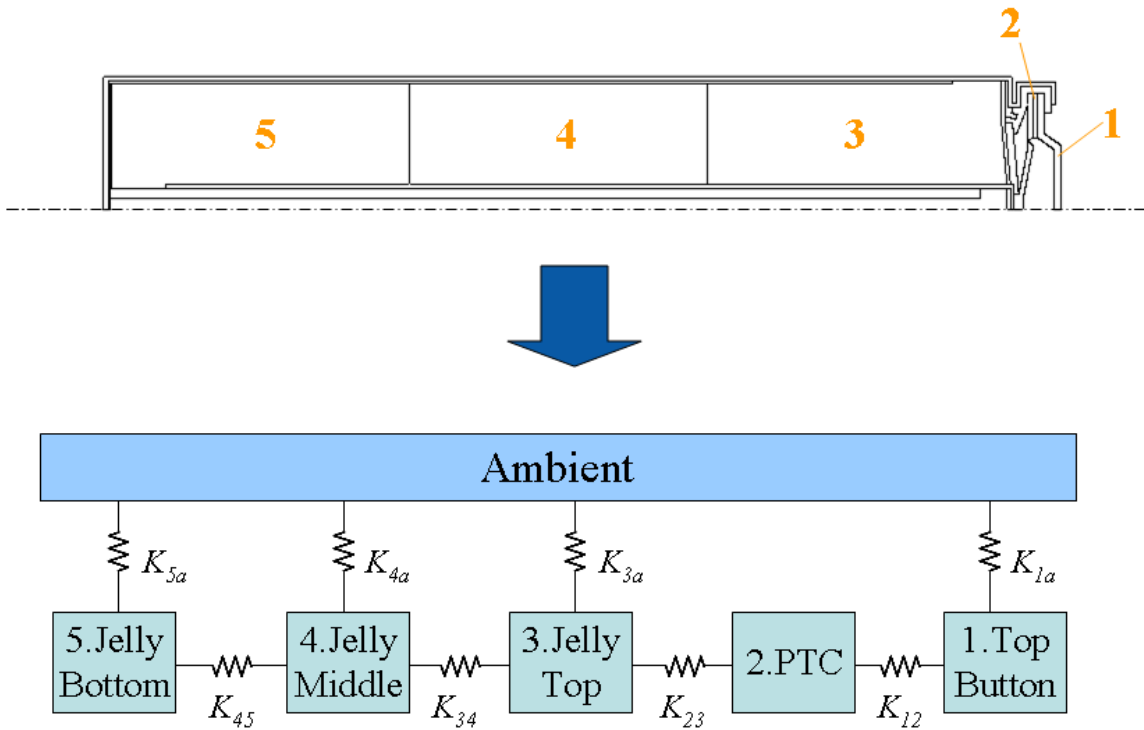 2
1
5
4
3
Ambient
K5a
K4a
K3a
K1a
5.Jelly
Bottom
4.Jelly
Middle
3.Jelly
Top
2.PTC
1.Top
Button
K45
K34
K23
K12